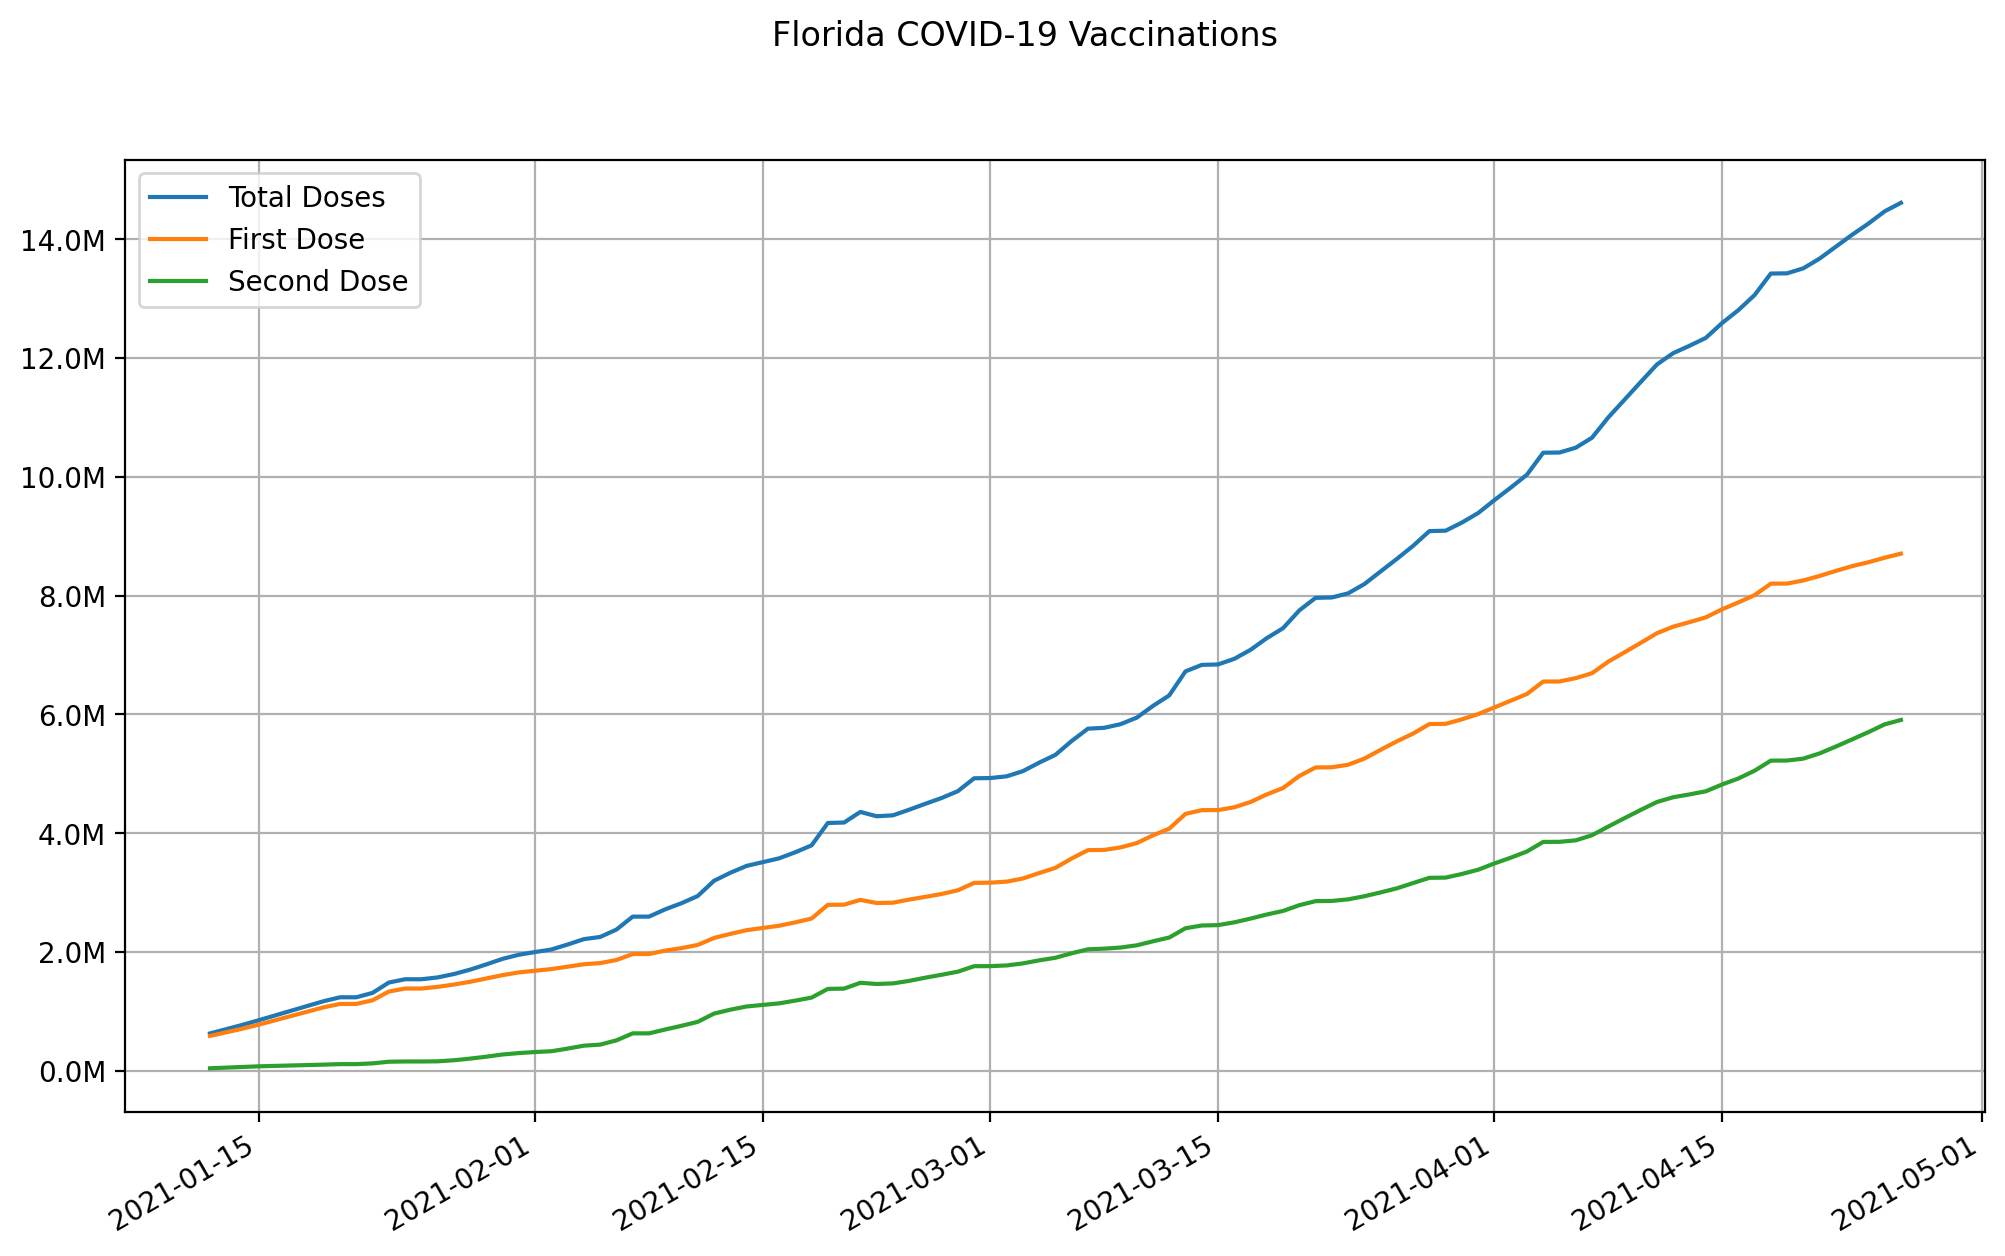 Florida COVID-19 Vaccinations
Total Doses
First Dose
Second Dose
14.0M
12.0M
10.0M
8.0M
6.0M
4.0M
2.0M
0.0M
2021-01-15
2021-02-01
2021-02-15
2021-03-01
2021-03-15
2021-04-01
2021-04-15
2021-05-01